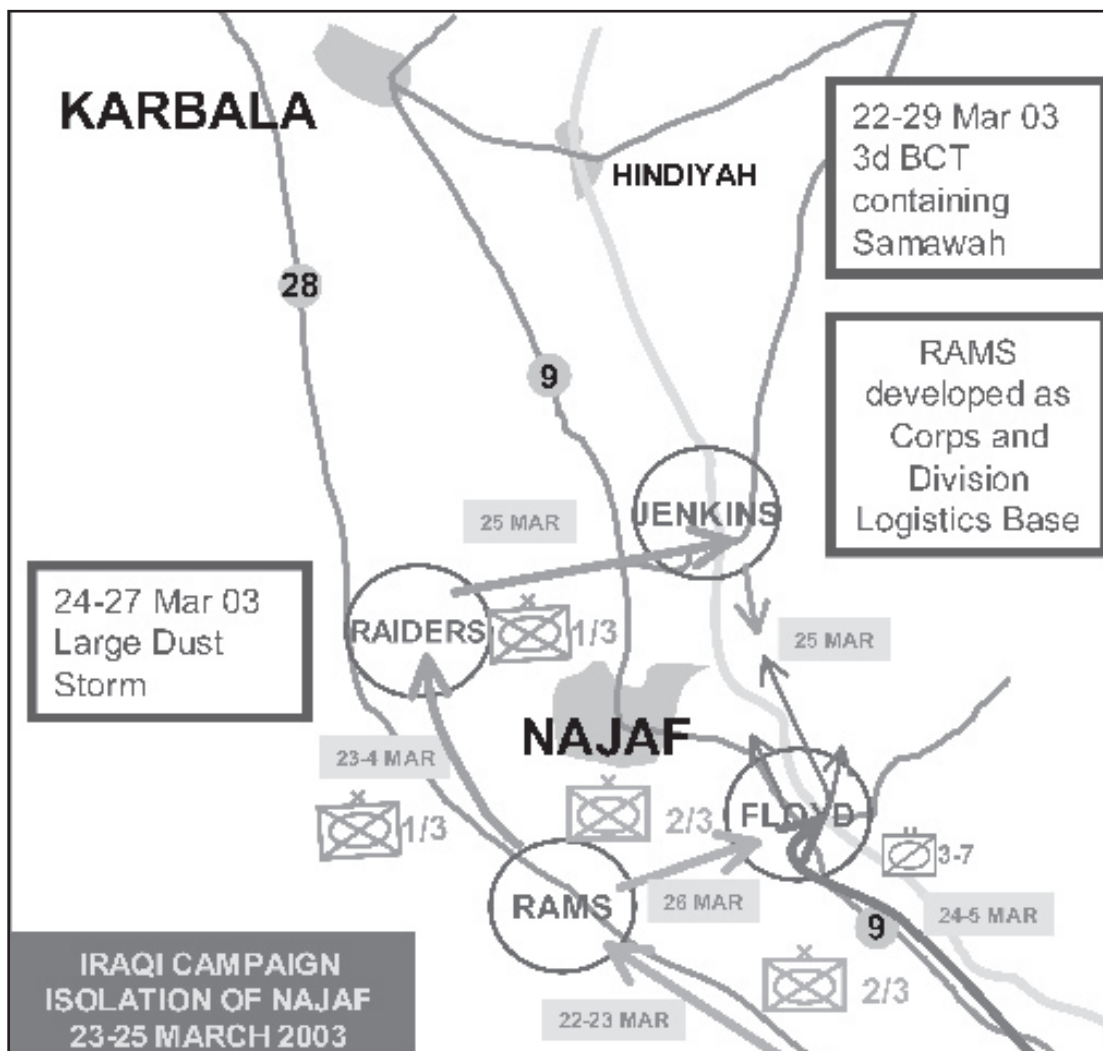 KARBALA
HINDIYAH
22-29 Mar 03
3d BCT
containing
Samawah
28
9
RAMS
developed as
Corps and
Division
Logistics Base
JENKINS
25 MAR
24-27 Mar 03
Large Dust
Storm
RAIDERS
1/3
25 MAR
NAJAF
23-4 MAR
1/3
2/3
FLOYD
3-7
RAMS
26 MAR
9
24-5 MAR
2/3
22-23 MAR
IRAQI CAMPAIGN
ISOLATION OF NAJAF
23-25 MARCH 2003